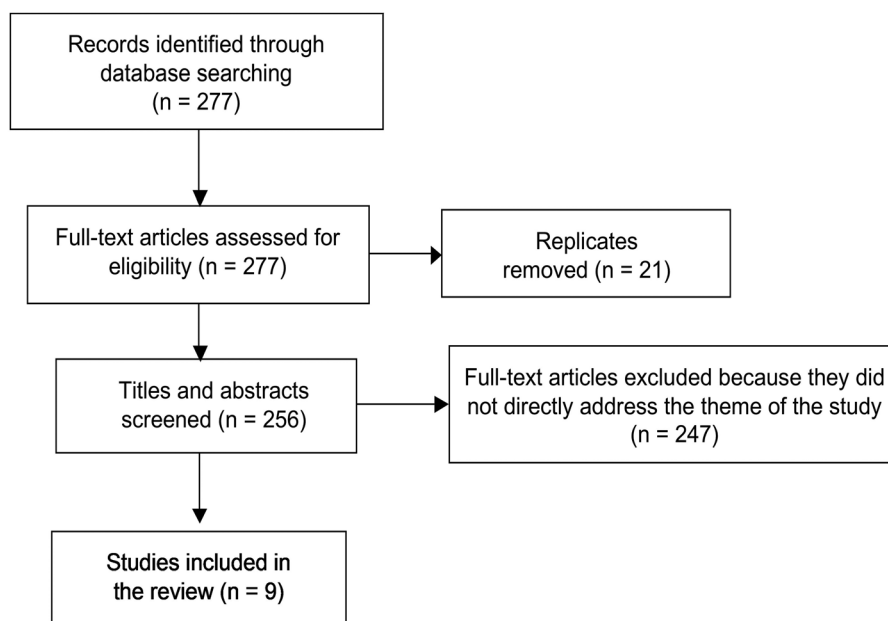 Records identified through
database searching
(n = 277)
Full-text articles assessed for
eligibility (n = 277)
Replicates
removed (n = 21)
Titles and abstracts
screened (n = 256)
Full-text articles excluded because they did
not directly address the theme of the study
(n = 247)
Studies included in
the review (n = 9)